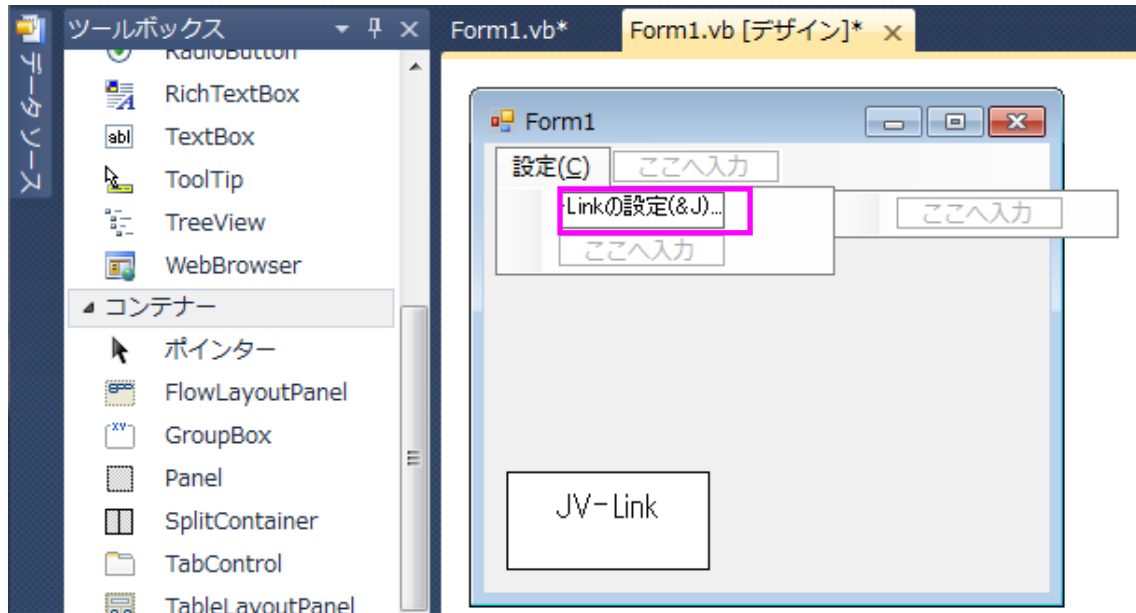 データソース
ツールボックス
RadioButton
RichTextBox
abl
TextBox
ToolTip
TreeView
WebBrowser
コンテナー
ポインター
FlowLayoutPanel
XY
GroupBox
Panel
SplitContainer
TabControl
TableLayoutPanel
Form1.vb*
Form1.vb [デザイン]*
Form1
設定(C)
ここへ入力
Linkの設定(&J)...
ここへ入力
ここへ入力
JV-Link